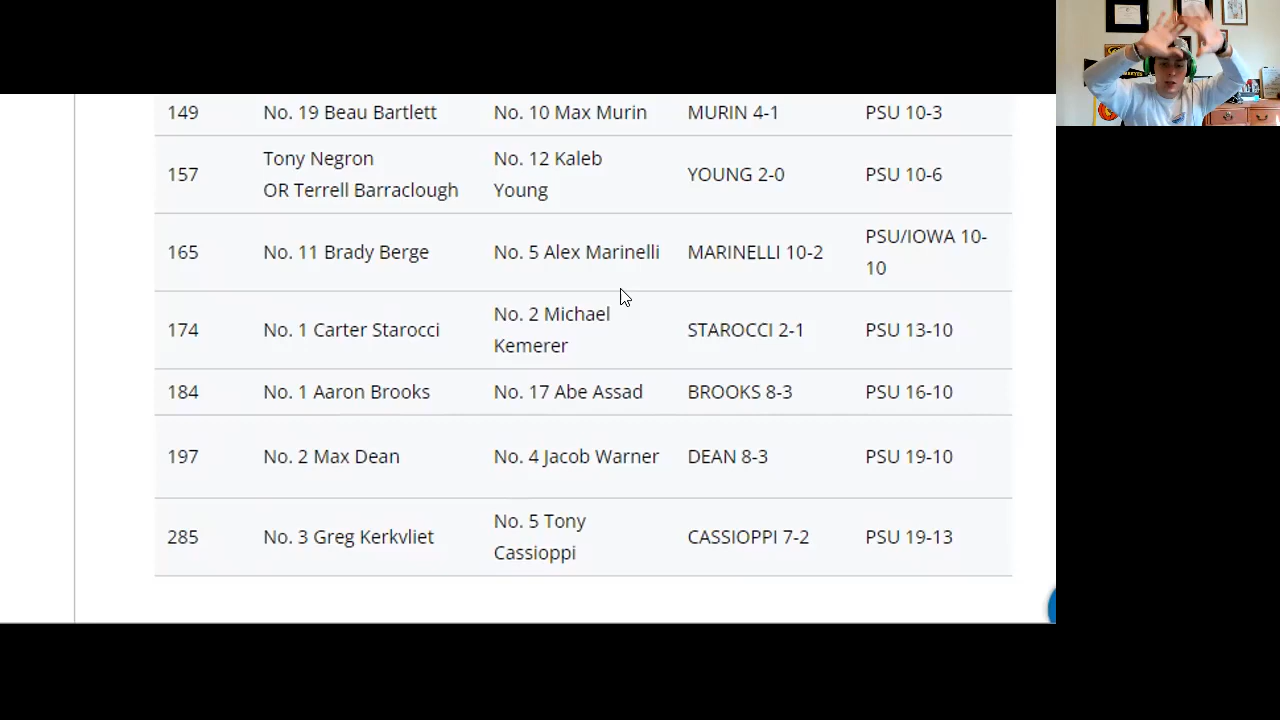 149 No. 19 Beau Bartlett No. 10 Max Murin MURIN 4-1 PSU 10-3
157 Tony Negron
OR Terrell Barraclough No. 12 Kaleb
Young YOUNG 2-0 PSU 10-6
165 No. 11 Brady Berge No. 5 Alex Marinelli MARINELLI 10-2 PSU/IOWA 10-
10
174 No. 1 Carter Starocci No. 2 Michael
Kemerer STAROCCI 2-1 PSU 13-10
184 No. 1 Aaron Brooks No. 17 Abe Assad BROOKS 8-3 PSU 16-10
197 No. 2 Max Dean No. 4 Jacob Warner DEAN 8-3 PSU 19-10
285 No. 3 Greg Kerkvliet No. 5 Tony
Cassioppi CASSIOPPI 7-2 PSU 19-13